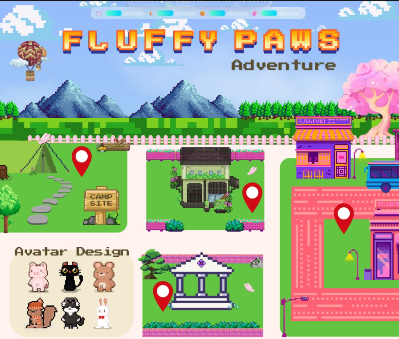 FLUFFY PAWS
Adventure
CAMP
SITE
Avatar Design